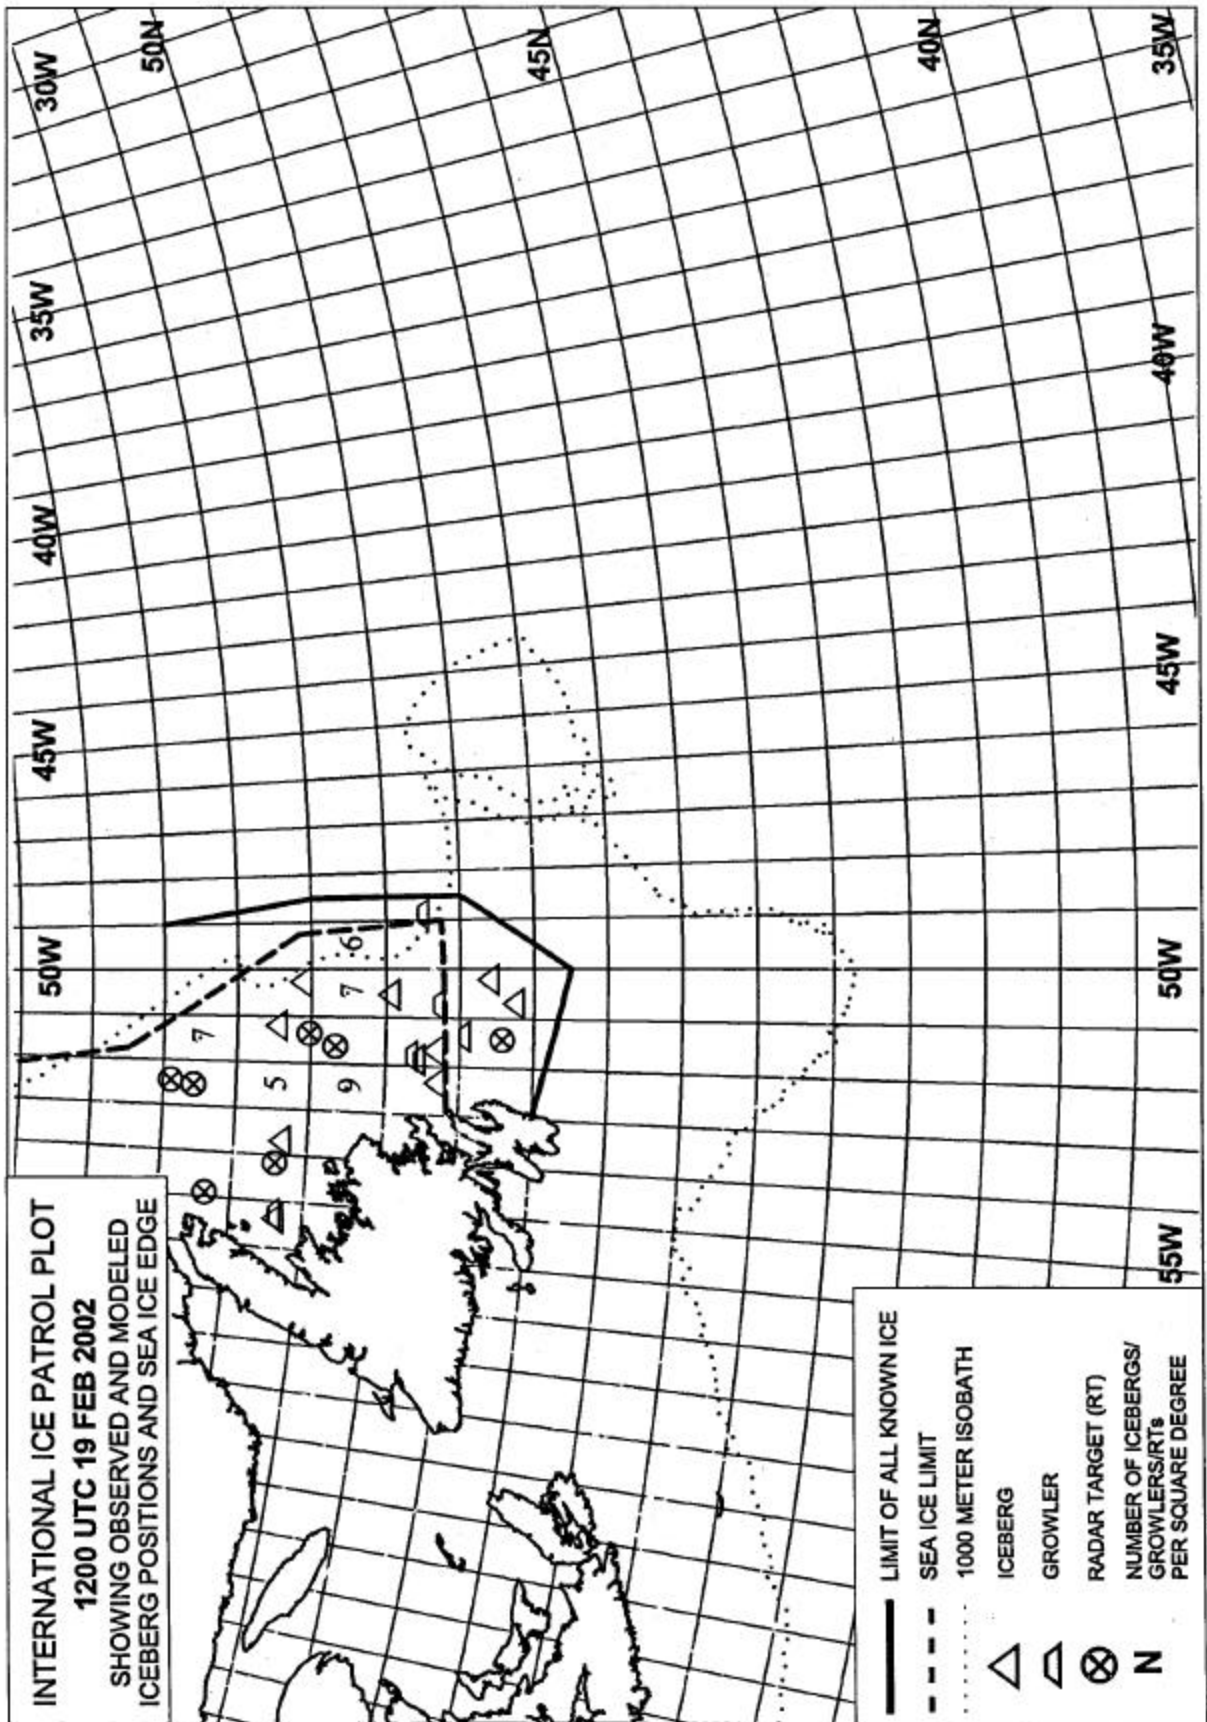 INTERNATIONAL ICE PATROL PLOT
1200 UTC 19 FEB 2002
SHOWING OBSERVED AND MODELED
ICEBERG POSITIONS AND SEA ICE EDGE
50W
45W
40W
35W
30W
50N
45N
40N
35W
40W
45W
50W
55W
7
5
9
7
6
LIMIT OF ALL KNOWN ICE
SEA ICE LIMIT
1000 METER ISOBATH
ICEBERG
GROWLER
RADAR TARGET (RT)
N
NUMBER OF ICEBERGS/
GROWLERS/RTs
PER SQUARE DEGREE